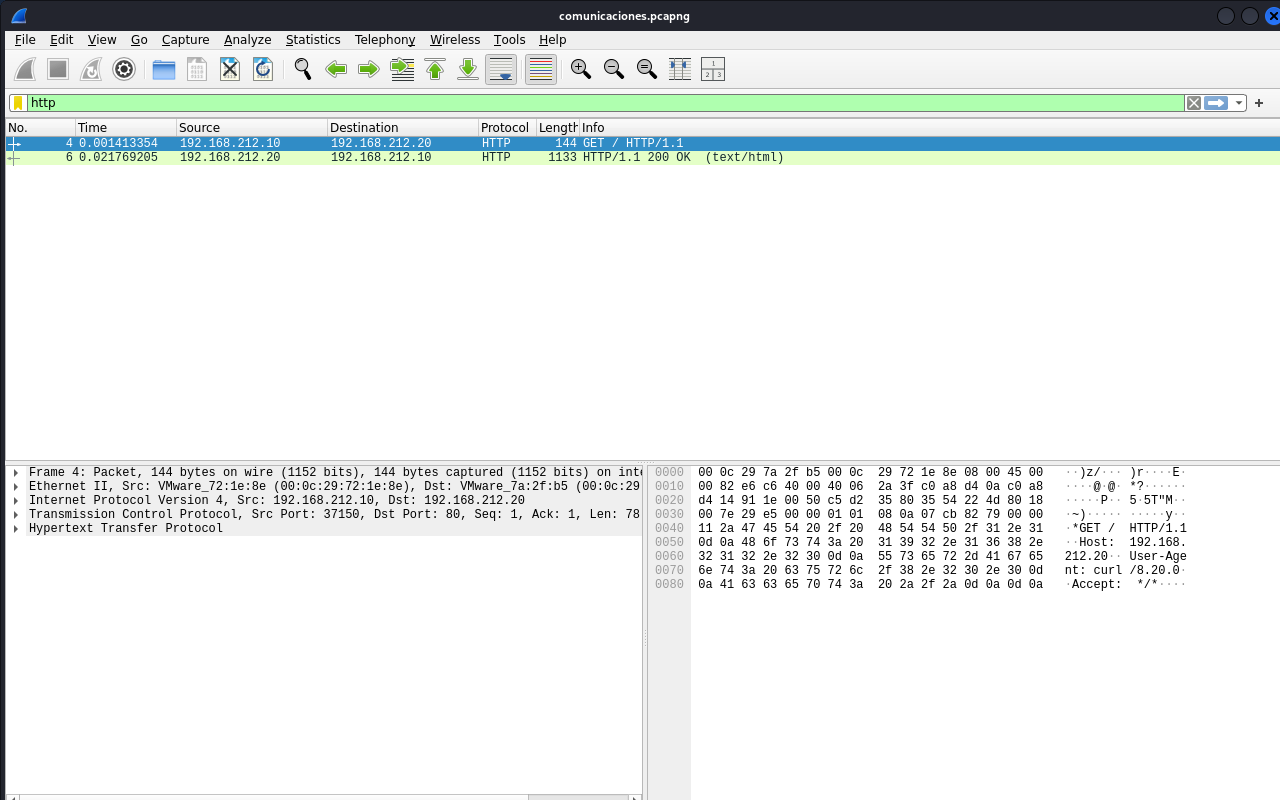 comunicaciones.pcapng
File Edit View Go Capture Analyze Statistics Telephony Wireless Tools Help
http
No. Time Source Destination Protocol Length Info
4 0.001413354 192.168.212.10 192.168.212.20 HTTP 144 GET / HTTP/1.1
6 0.021769205 192.168.212.20 192.168.212.10 HTTP 1133 HTTP/1.1 200 OK  (text/html)
Frame 4: Packet, 144 bytes on wire (1152 bits), 144 bytes captured (1152 bits) on inte
Ethernet II, Src: VMware_72:1e:8e (00:0c:29:72:1e:8e), Dst: VMware_7a:2f:b5 (00:0c:29
Internet Protocol Version 4, Src: 192.168.212.10, Dst: 192.168.212.20
Transmission Control Protocol, Src Port: 37150, Dst Port: 80, Seq: 1, Ack: 1, Len: 78
Hypertext Transfer Protocol
0000 00 0c 29 7a 2f b5 00 0c 29 72 1e 8e 08 00 45 00 ··)z/··· )r····E·
0010 00 82 e6 c6 40 00 40 06 2a 3f c0 a8 d4 0a c0 a8 ····@·@· *?······
0020 d4 14 91 1e 00 50 c5 d2 35 80 35 54 22 4d 80 18 ·····P·· 5·5T"M··
0030 00 7e 29 e5 00 00 01 01 08 0a 07 cb 82 79 00 00 ·~)····· ·····y··
0040 11 2a 47 45 54 20 2f 20 48 54 54 50 2f 31 2e 31 ·*GET / HTTP/1.1
0050 0d 0a 48 6f 73 74 3a 20 31 39 32 2e 31 36 38 2e ··Host: 192.168.
0060 32 31 32 2e 32 30 0d 0a 55 73 65 72 2d 41 67 65 212.20·· User-Age
0070 6e 74 3a 20 63 75 72 6c 2f 38 2e 32 30 2e 30 0d nt: curl /8.20.0·
0080 0a 41 63 63 65 70 74 3a 20 2a 2f 2a 0d 0a 0d 0a ·Accept: */*····